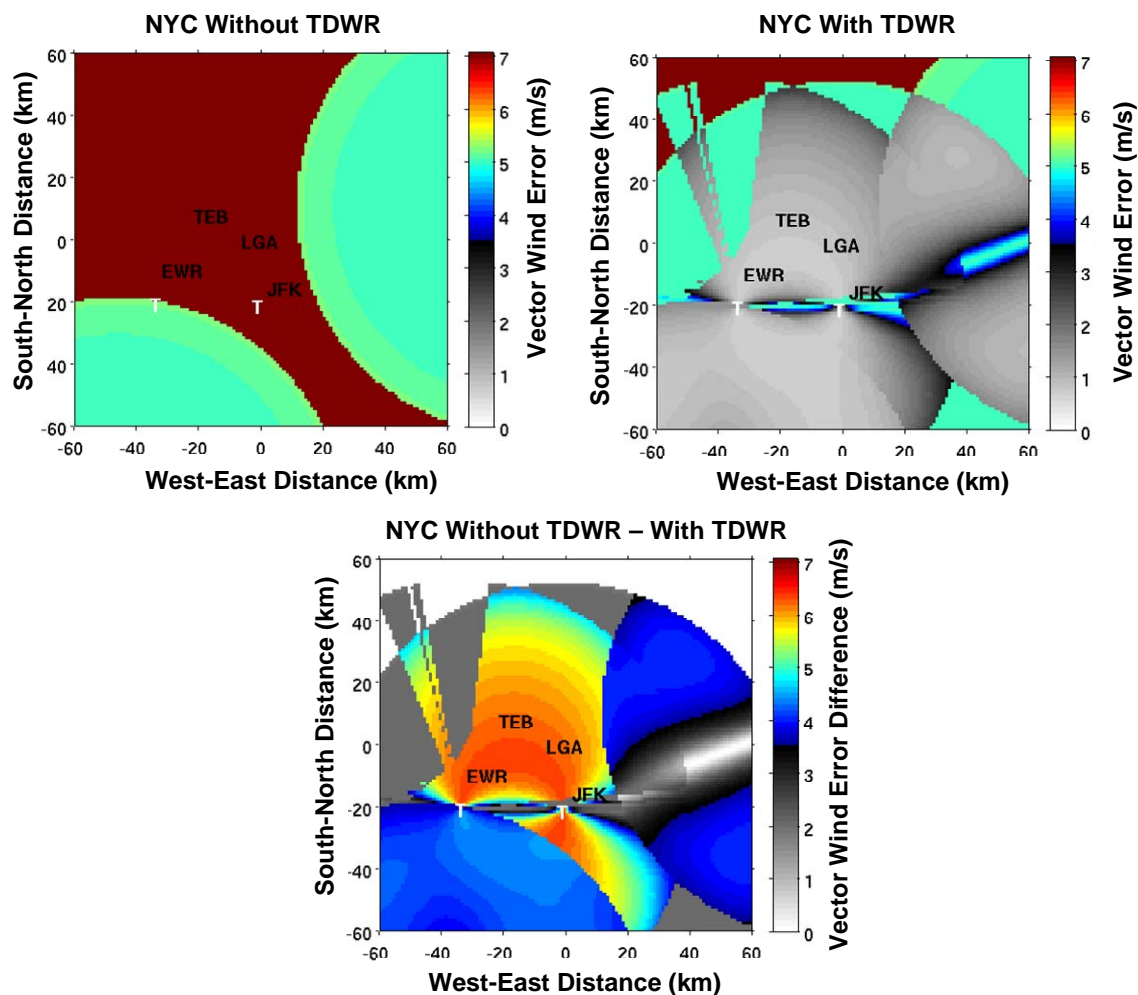 NYC Without TDWR
60
40
20
0
-20
-40
-60
South-North Distance (km)
TEB
LGA
EWR
JFK
T
T
-60 -40 -20 0 20 40 60
West-East Distance (km)
7
6
5
4
3
2
1
0
Vector Wind Error (m/s)
NYC With TDWR
60
40
20
0
-20
-40
-60
South-North Distance (km)
TEB
LGA
EWR
JFK
T
T
-60 -40 -20 0 20 40 60
West-East Distance (km)
7
6
5
4
3
2
1
0
Vector Wind Error (m/s)
NYC Without TDWR – With TDWR
60
40
20
0
-20
-40
-60
South-North Distance (km)
TEB
LGA
EWR
JFK
T
T
-60 -40 -20 0 20 40 60
West-East Distance (km)
7
6
5
4
3
2
1
0
Vector Wind Error Difference (m/s)